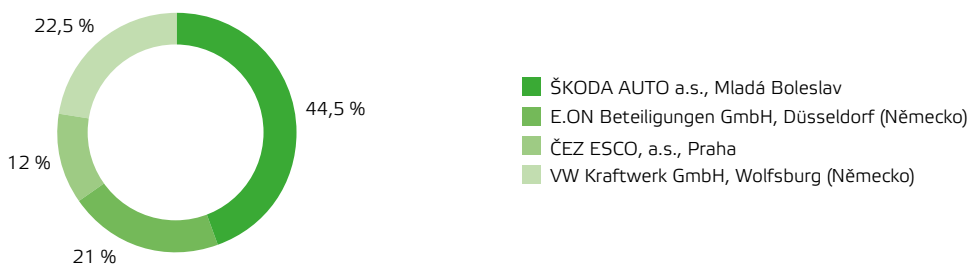 22,5 %
44,5 %
12 %
21 %
ŠKODA AUTO a.s., Mladá Boleslav
E.ON Beteiligungen GmbH, Düsseldorf (Německo)
ČEZ ESCO, a.s., Praha
VW Kraftwerk GmbH, Wolfsburg (Německo)